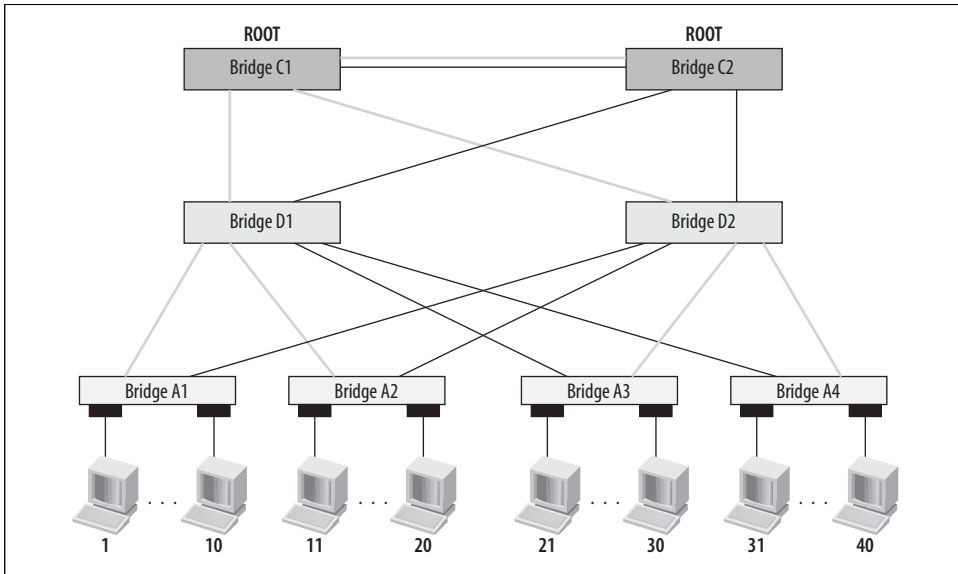 ROOT ROOT
Bridge C1 Bridge C2
Bridge D1 Bridge D2
Bridge A1 Bridge A2 Bridge A3 Bridge A4
. . . . . . . . . . . .
1 10 11 20 21 30 31 40